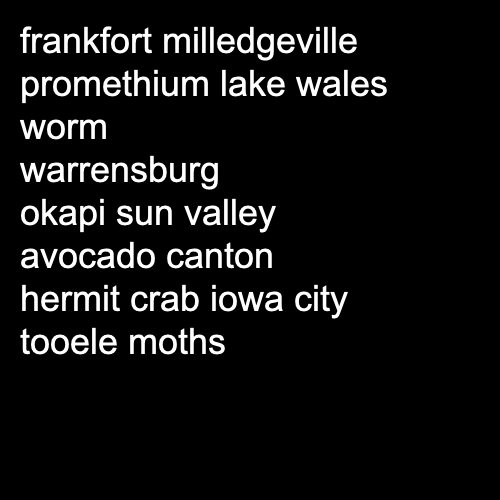 frankfort milledgeville
promethium lake wales
worm
warrensburg
okapi sun valley
avocado canton
hermit crab iowa city
tooele moths